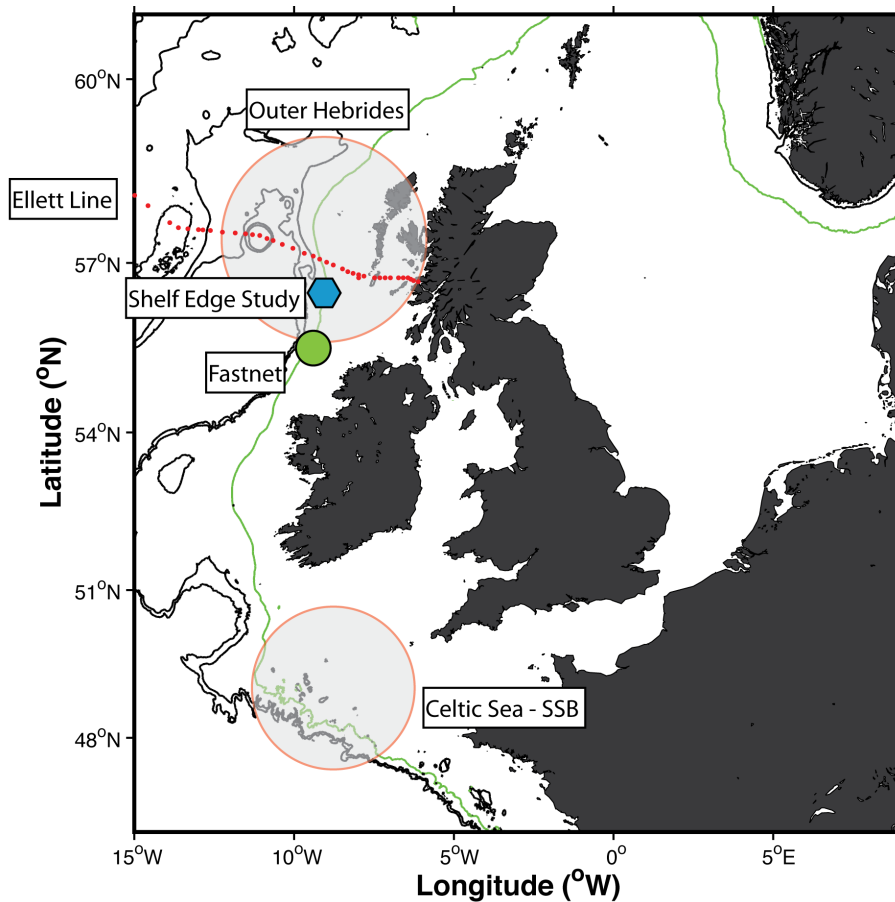 60°N
Outer Hebrides
Ellett Line
57°N
Shelf Edge Study
Fastnet
54°N
Latitude (°N)
51°N
Celtic Sea - SSB
48°N
15°W
10°W
5°W
0°
5°E
Longitude (°W)